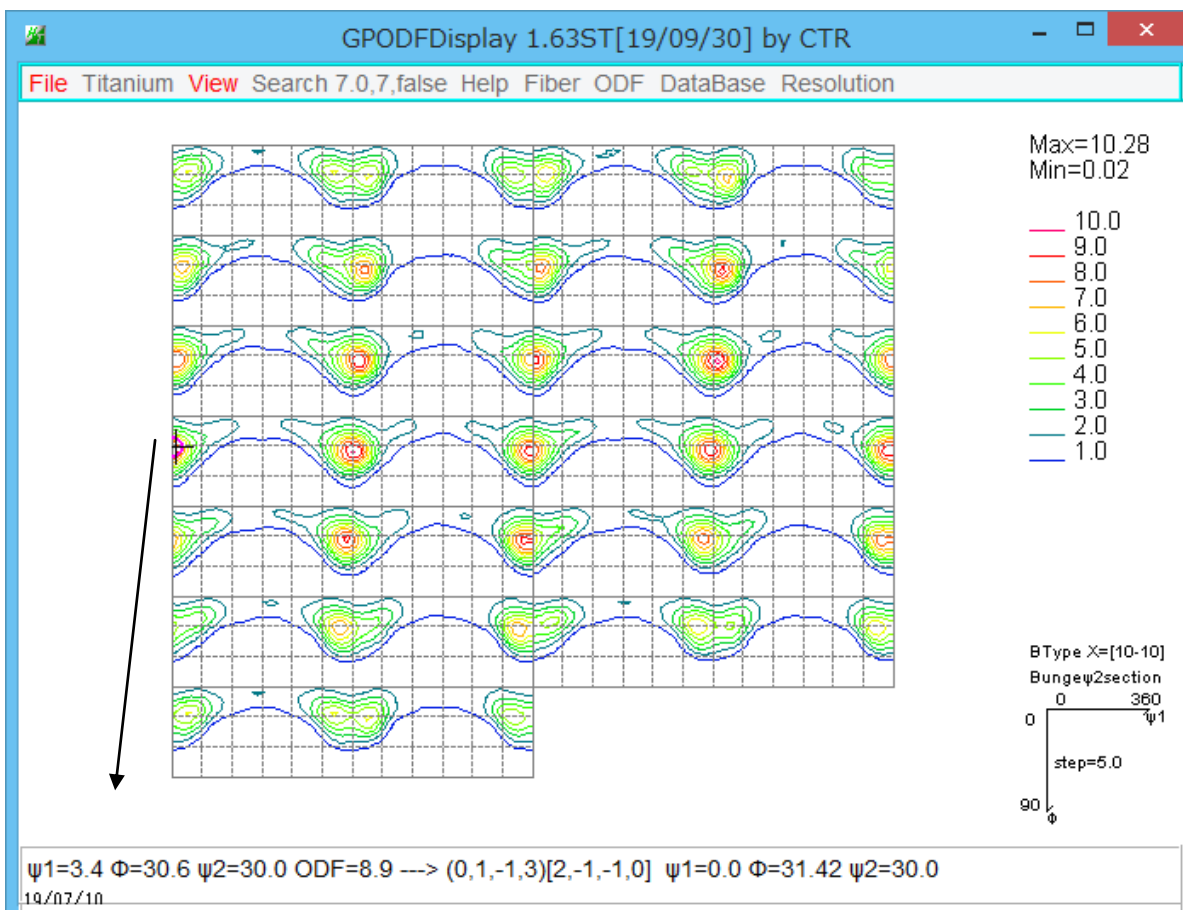 GPODFDisplay 1.63ST[19/09/30] by CTR
File Titanium View Search 7.0,7,false Help Fiber ODF DataBase Resolution
Max=10.28
Min=0.02
10.0
9.0
8.0
7.0
6.0
5.0
4.0
3.0
2.0
1.0
BType X=[10-10]
Bungeψ2section
0 360
0 ψ1
step=5.0
90
Φ
ψ1=3.4 Φ=30.6 ψ2=30.0 ODF=8.9 ---> (0,1,-1,3)[2,-1,-1,0] ψ1=0.0 Φ=31.42 ψ2=30.0
19/07/10